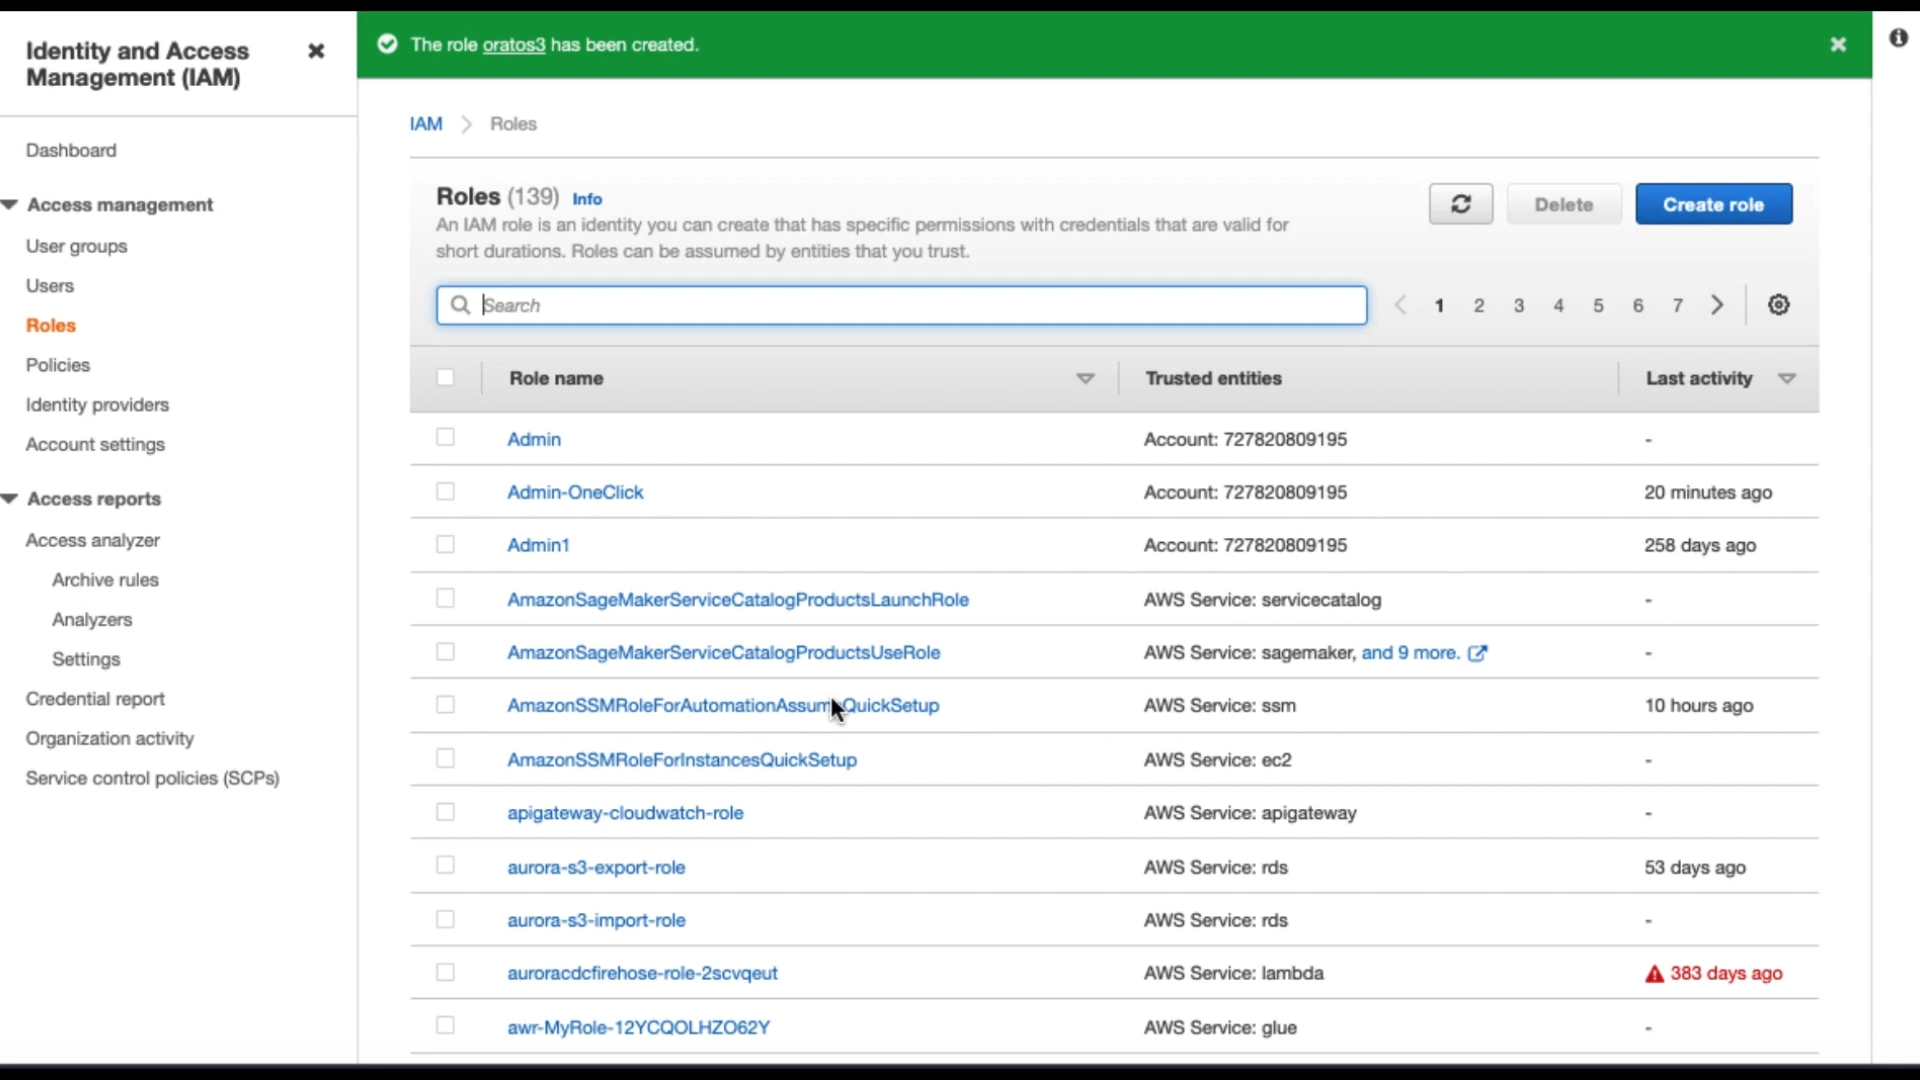 Identity and Access
Management (IAM)
Dashboard
Access management
User groups
Users
Roles
Policies
Identity providers
Account settings
Access reports
Access analyzer
Archive rules
Analyzers
Settings
Credential report
Organization activity
Service control policies (SCPs)
The role oratos3 has been created.
IAM > Roles
Roles (139) Info
An IAM role is an identity you can create that has specific permissions with credentials that are valid for
short durations. Roles can be assumed by entities that you trust.
Delete
Create role
Search
1 2 3 4 5 6 7
Role name Trusted entities Last activity
Admin Account: 727820809195 -
Admin-OneClick Account: 727820809195 20 minutes ago
Admin1 Account: 727820809195 258 days ago
AmazonSageMakerServiceCatalogProductsLaunchRole AWS Service: servicecatalog -
AmazonSageMakerServiceCatalogProductsUseRole AWS Service: sagemaker, and 9 more. -
AmazonSSMRoleForAutomationAssumeQuickSetup AWS Service: ssm 10 hours ago
AmazonSSMRoleForInstancesQuickSetup AWS Service: ec2 -
apigateway-cloudwatch-role AWS Service: apigateway -
aurora-s3-export-role AWS Service: rds 53 days ago
aurora-s3-import-role AWS Service: rds -
auroracdcfirehose-role-2scvqeut AWS Service: lambda 383 days ago
awr-MyRole-12YCQOLHZO62Y AWS Service: glue -